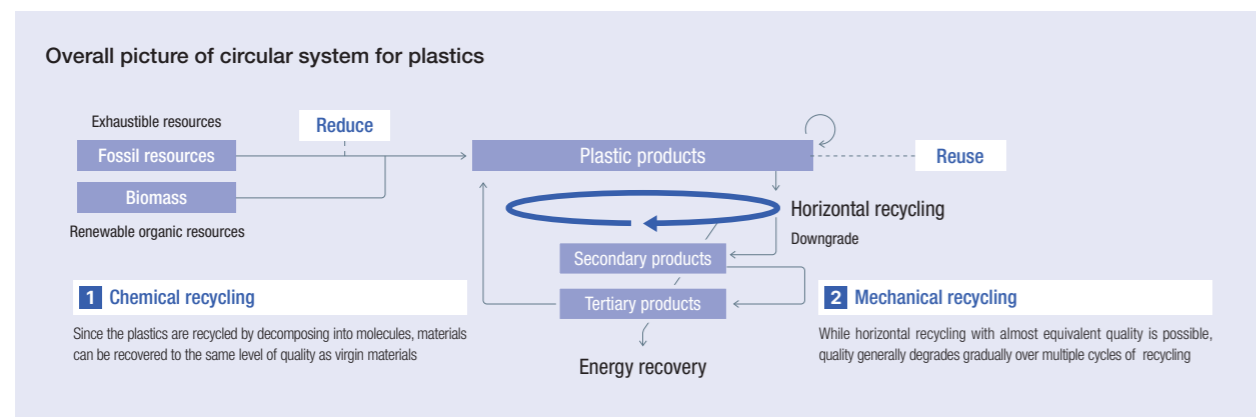 Overall picture of circular system for plastics
Exhaustible resources
Reduce
Fossil resources
Plastic products
Reuse
Biomass
Renewable organic resources
Horizontal recycling
Downgrade
Secondary products
Tertiary products
Energy recovery
1 Chemical recycling
Since the plastics are recycled by decomposing into molecules, materials
can be recovered to the same level of quality as virgin materials
2 Mechanical recycling
While horizontal recycling with almost equivalent quality is possible,
quality generally degrades gradually over multiple cycles of recycling